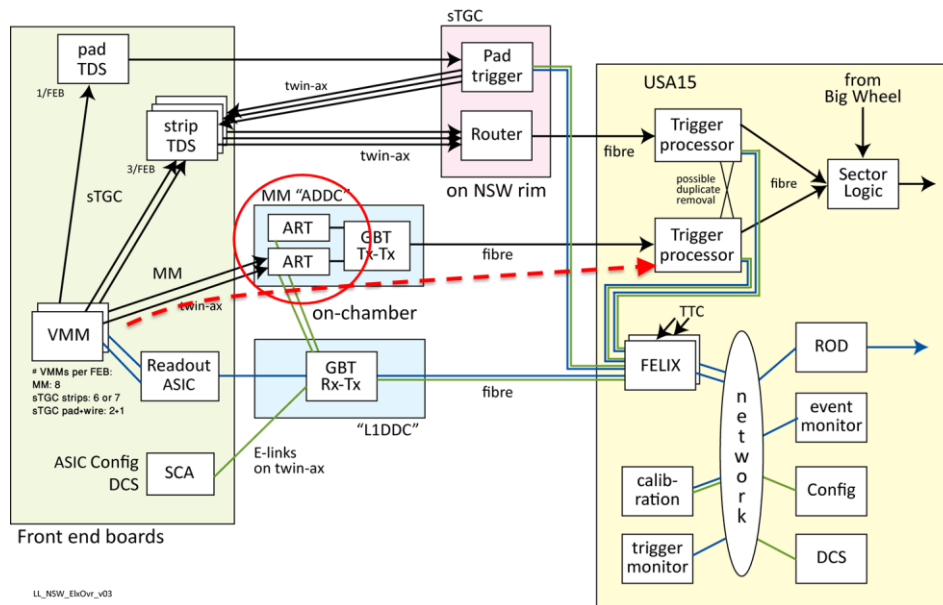 sTGC
pad
TDS
1/FEB
Pad
trigger
twin-ax
strip
TDS
3/FEB
Router
twin-ax
on NSW rim
sTGC
USA15
from
Big Wheel
Trigger
processor
fibre
possible
duplicate
removal
fibre
Sector
Logic
Trigger
processor
MM “ADDC”
ART
ART
GBT
Tx-Tx
fibre
on-chamber
MM
twin-ax
VMM
# VMMs per FEB:
MM: 8
sTGC strips: 6 or 7
sTGC pad+wire: 2+1
Readout
ASIC
GBT
Rx-Tx
fibre
“L1DDC”
E-links
on twin-ax
ASIC Config
DCS
SCA
Front end boards
TTC
FELIX
network
ROD
event
monitor
calib-
ration
Config
trigger
monitor
DCS
LL_NSW_ElxOvr_v03